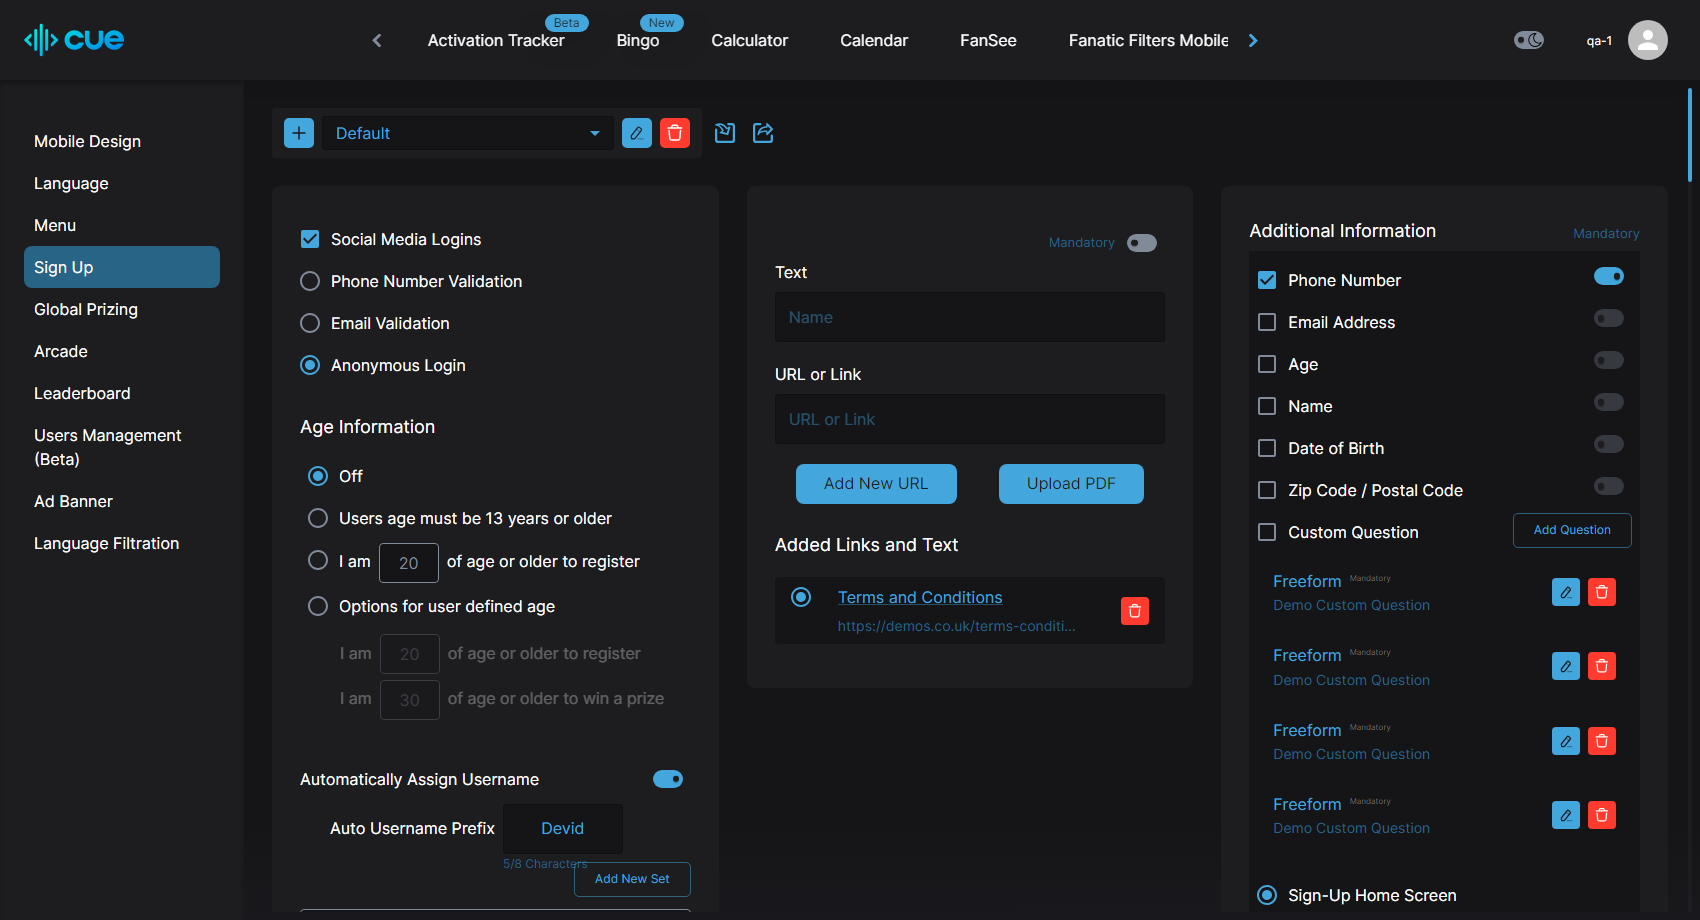 cue
Activation Tracker
Beta
Bingo
New
Calculator
Calendar
FanSee
Fanatic Filters Mobile
qa-1
Mobile Design
Language
Menu
Sign Up
Global Prizing
Arcade
Leaderboard
Users Management
(Beta)
Ad Banner
Language Filtration
Default
Social Media Logins
Phone Number Validation
Email Validation
Anonymous Login
Age Information
Off
Users age must be 13 years or older
I am 20 of age or older to register
Options for user defined age
I am 20 of age or older to register
I am 30 of age or older to win a prize
Automatically Assign Username
Auto Username Prefix Devid
5/8 Characters
Add New Set
Mandatory
Text
Name
URL or Link
URL or Link
Add New URL
Upload PDF
Added Links and Text
Terms and Conditions
https://demos.co.uk/terms-conditi...
Additional Information
Mandatory
Phone Number
Email Address
Age
Name
Date of Birth
Zip Code / Postal Code
Custom Question
Add Question
Freeform Mandatory
Demo Custom Question
Freeform Mandatory
Demo Custom Question
Freeform Mandatory
Demo Custom Question
Freeform Mandatory
Demo Custom Question
Sign-Up Home Screen